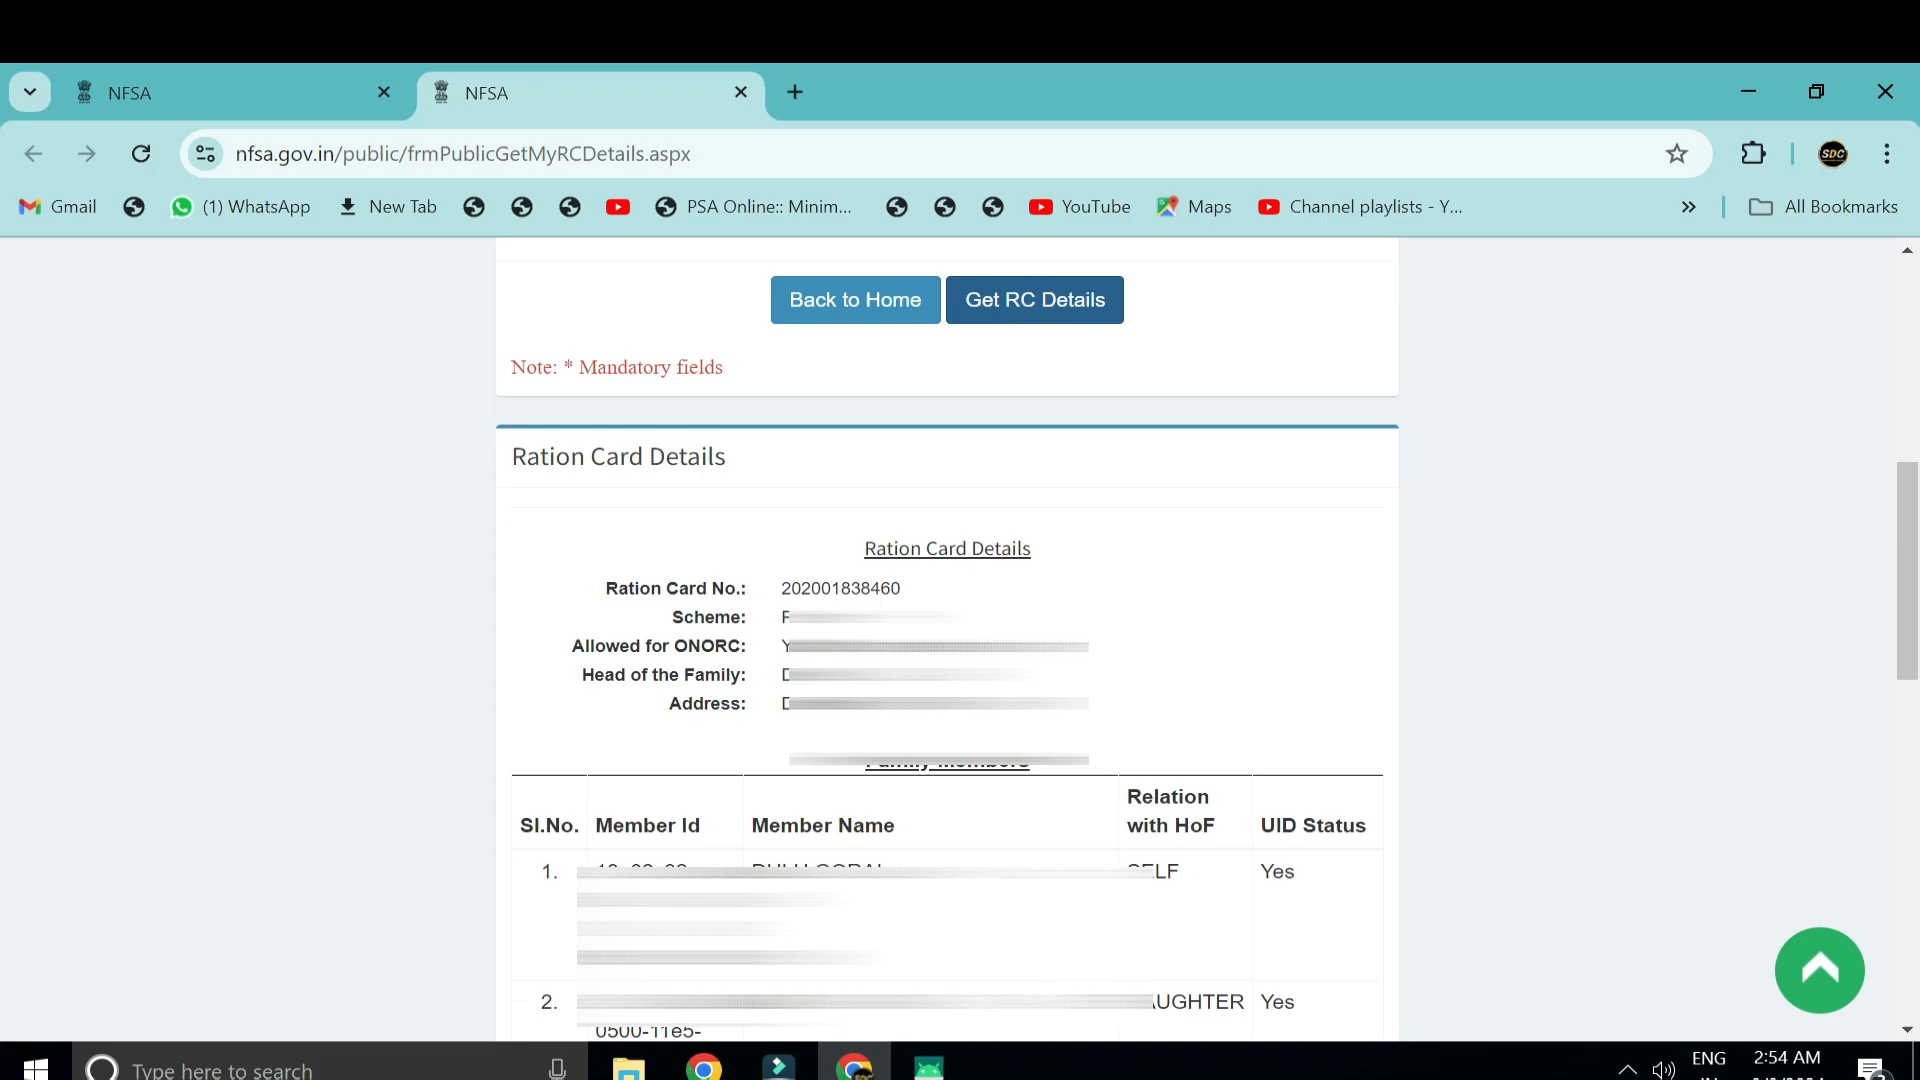 NFSA
NFSA
nfsa.gov.in/public/frmPublicGetMyRCDetails.aspx
SDC
Gmail
(1) WhatsApp
New Tab
PSA Online:: Minim...
YouTube
Maps
Channel playlists - Y...
All Bookmarks
Back to Home
Get RC Details
Note: * Mandatory fields
Ration Card Details
Ration Card Details
Ration Card No.: 202001838460
Scheme:
Allowed for ONORC:
Head of the Family:
Address:
Sl.No. Member Id Member Name Relation with HoF UID Status
1. Yes
2. Yes
0500-11e5-
Type here to search
ENG
2:54 AM